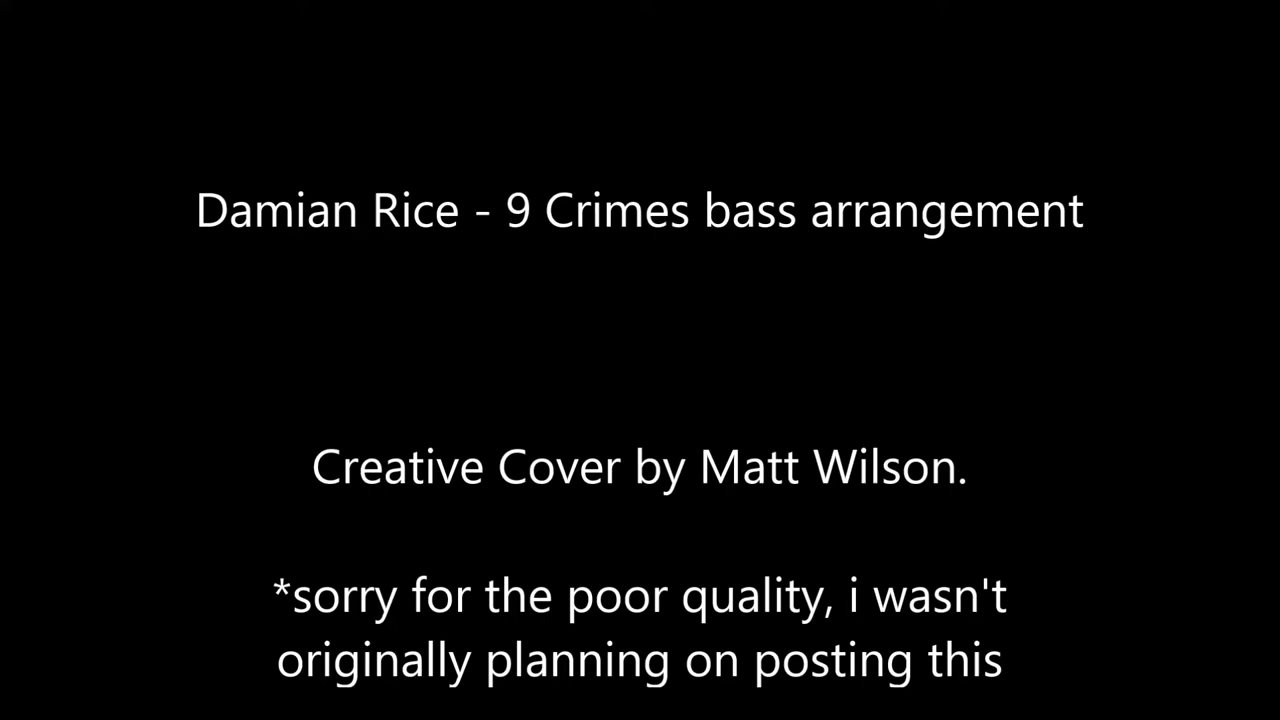 Damian Rice - 9 Crimes bass arrangement
Creative Cover by Matt Wilson.
*sorry for the poor quality, i wasn't
originally planning on posting this